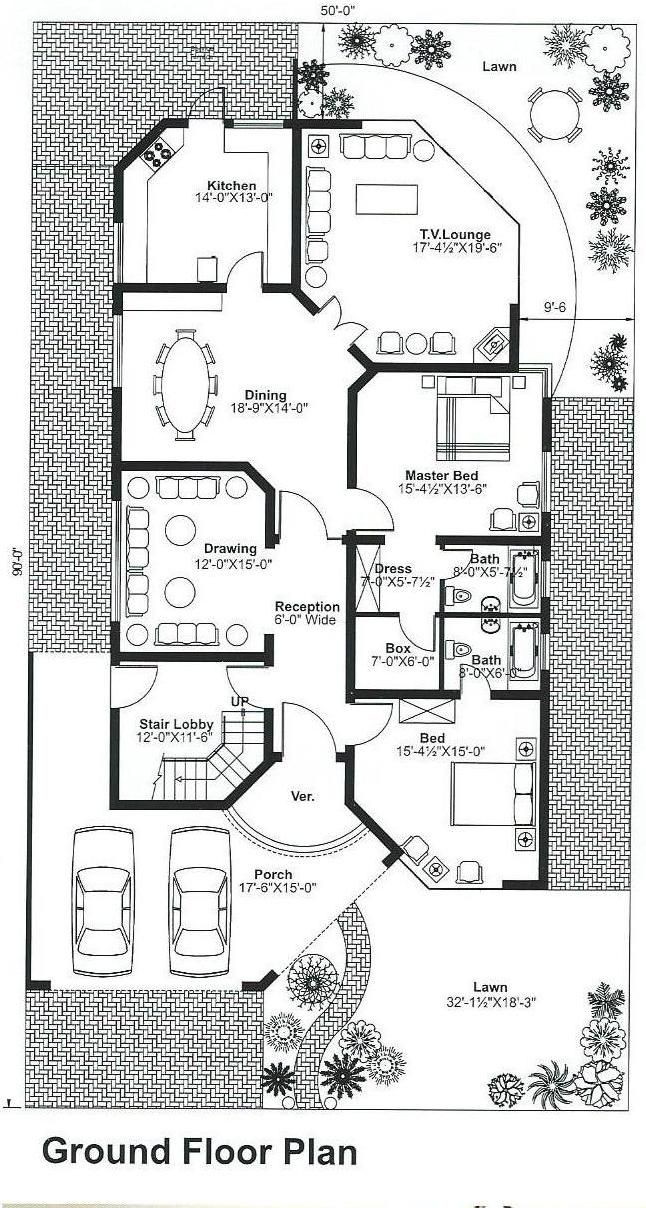 50'-0"
Lawn
Kitchen
14'-0"X13'-0"
T.V.Lounge
17'-4½"X19'-6"
9'-6
Dining
18'-9"X14'-0"
Master Bed
15'-4½"X13'-6"
Drawing
12'-0"X15'-0"
Dress
7'-0"X5'-7½"
Bath
8'-0"X5'-7½"
90'-0"
Reception
6'-0" Wide
Box
7'-0"X6'-0"
Bath
8'-0"X6'-0"
UP
Stair Lobby
12'-0"X11'-6"
Bed
15'-4½"X15'-0"
Ver.
Porch
17'-6"X15'-0"
Lawn
32'-1½"X18'-3"
Ground Floor Plan